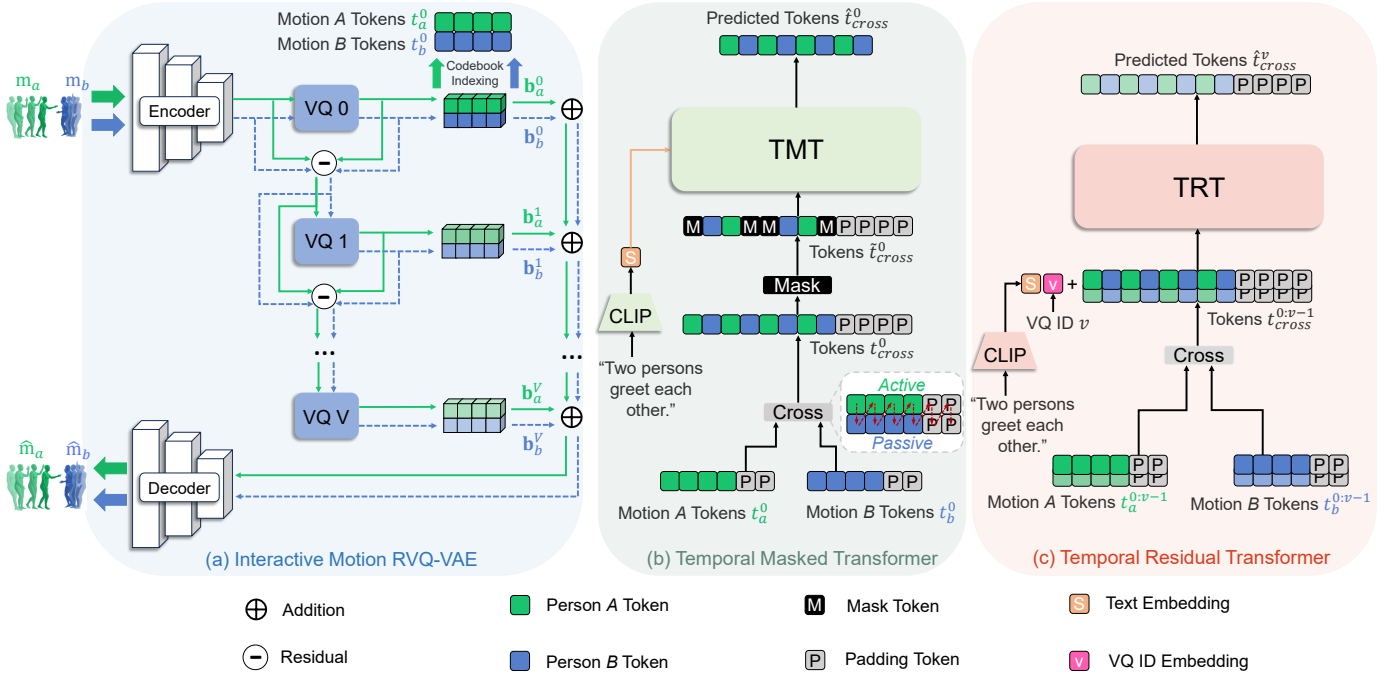 Motion A Tokens t_a^0
Motion B Tokens t_b^0
Codebook
Indexing
m_a
m_b
Encoder
VQ 0
b_a^0
b_b^0
−
VQ 1
b_a^1
b_b^1
−
...
...
VQ V
b_a^V
b_b^V
m̂_a
m̂_b
Decoder
(a) Interactive Motion RVQ-VAE
Predicted Tokens t̂_cross^0
TMT
M M M M P P P P
Tokens t̃_cross^0
S
Mask
CLIP
P P P P
Tokens t_cross^0
“Two persons
greet each
other.”
Active
Cross
P P
P P
Passive
P P
P P
Motion A Tokens t_a^0
Motion B Tokens t_b^0
(b) Temporal Masked Transformer
Predicted Tokens t̂_cross^v
P P P P
TRT
S v + P P P P
P P P P
VQ ID v
Tokens t_cross^{0:v−1}
CLIP
Cross
“Two persons
greet each
other.”
P P
P P
Motion A Tokens t_a^{0:v−1}
Motion B Tokens t_b^{0:v−1}
(c) Temporal Residual Transformer
Addition
Person A Token
M Mask Token
S Text Embedding
Residual
Person B Token
P Padding Token
v VQ ID Embedding